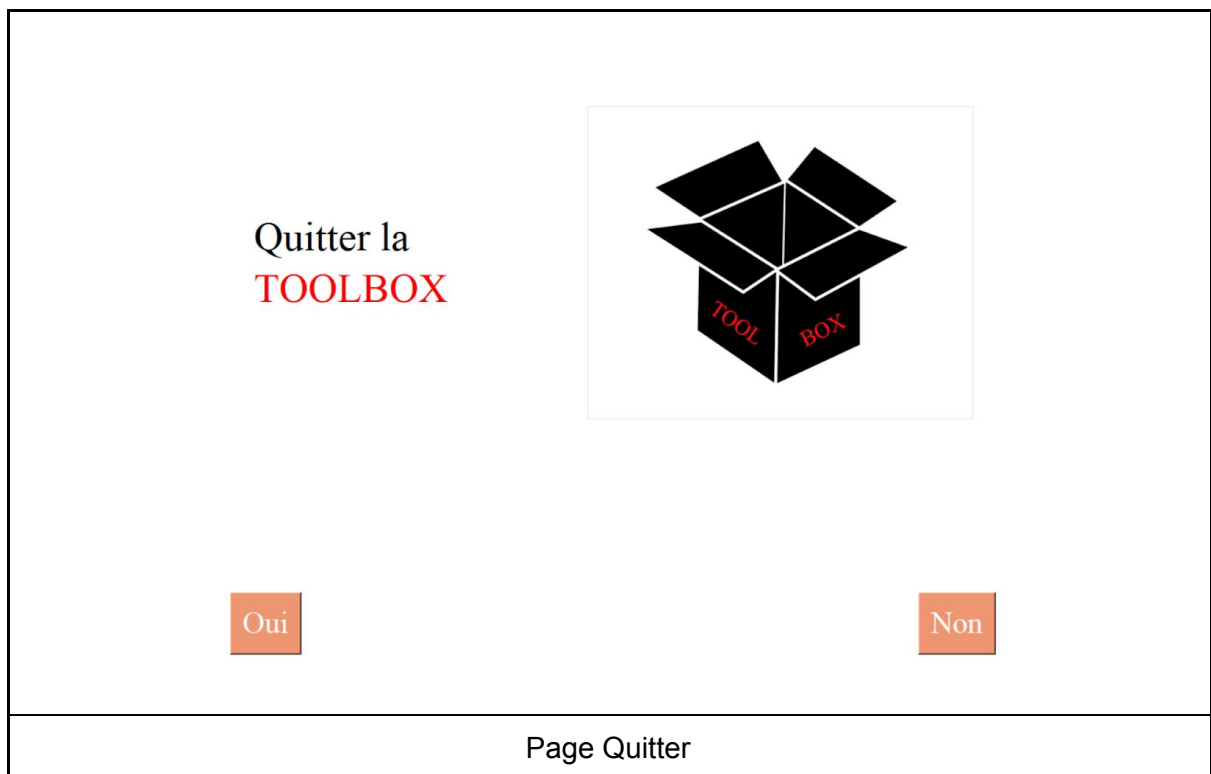 Quitter la
TOOLBOX
TOOL
BOX
Oui
Non
Page Quitter